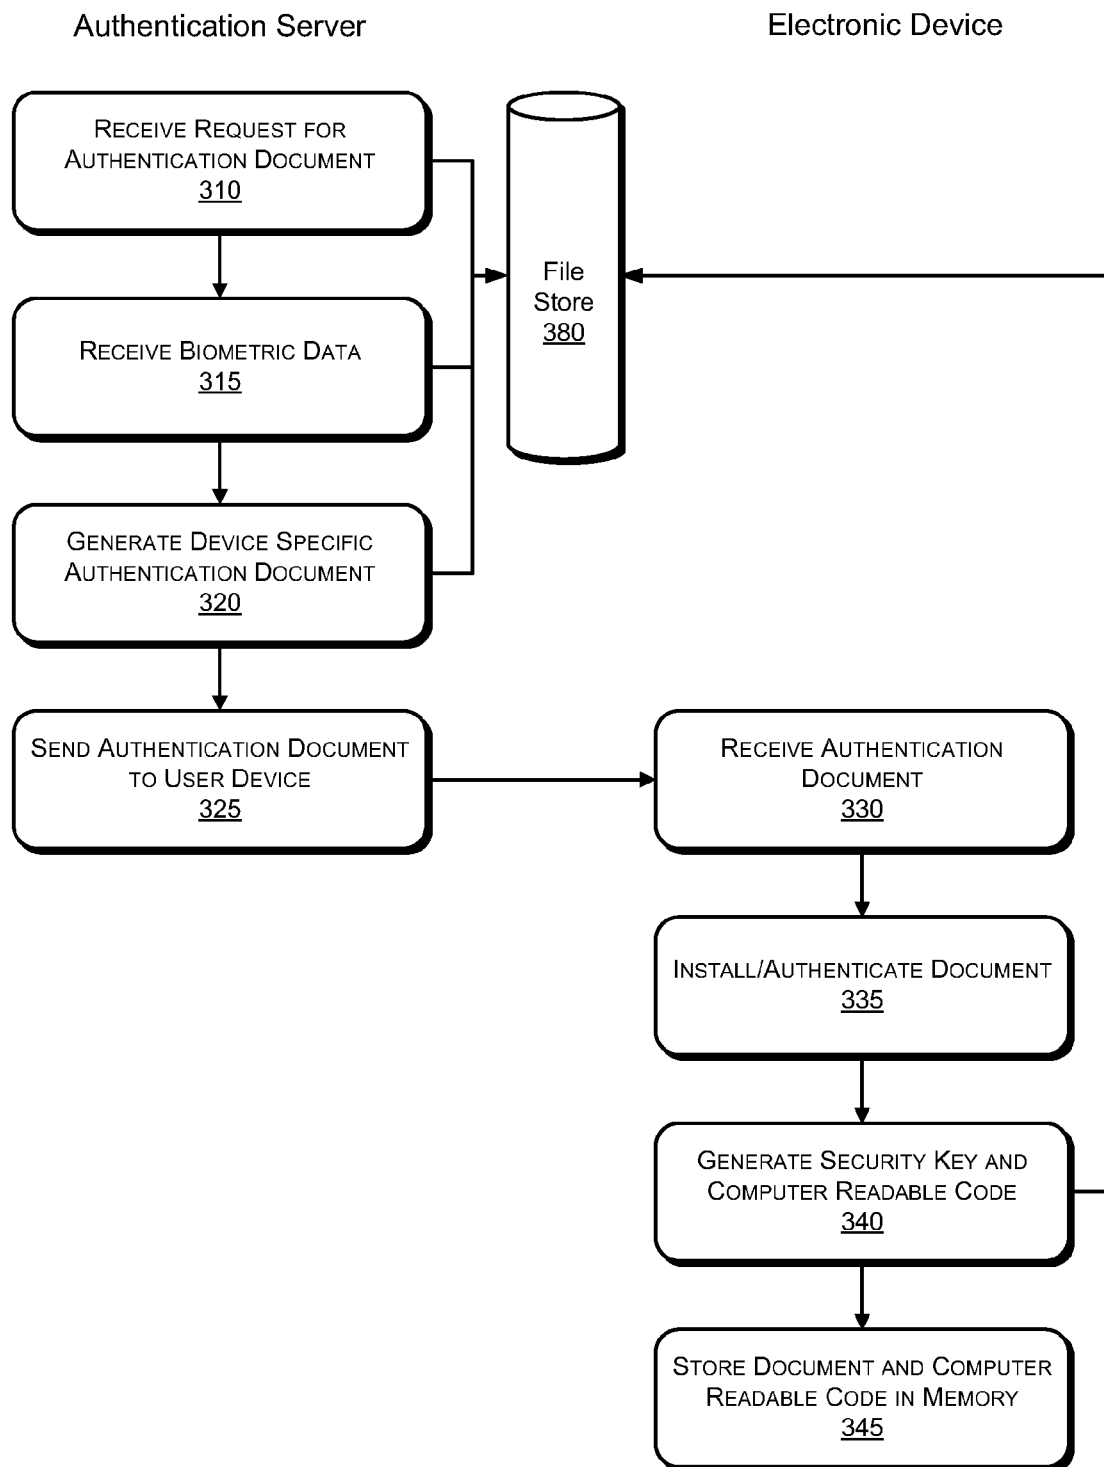 Authentication Server
Electronic Device
RECEIVE REQUEST FOR
AUTHENTICATION DOCUMENT
310
File
Store
380
RECEIVE BIOMETRIC DATA
315
GENERATE DEVICE SPECIFIC
AUTHENTICATION DOCUMENT
320
SEND AUTHENTICATION DOCUMENT
TO USER DEVICE
325
RECEIVE AUTHENTICATION
DOCUMENT
330
INSTALL/AUTHENTICATE DOCUMENT
335
GENERATE SECURITY KEY AND
COMPUTER READABLE CODE
340
STORE DOCUMENT AND COMPUTER
READABLE CODE IN MEMORY
345